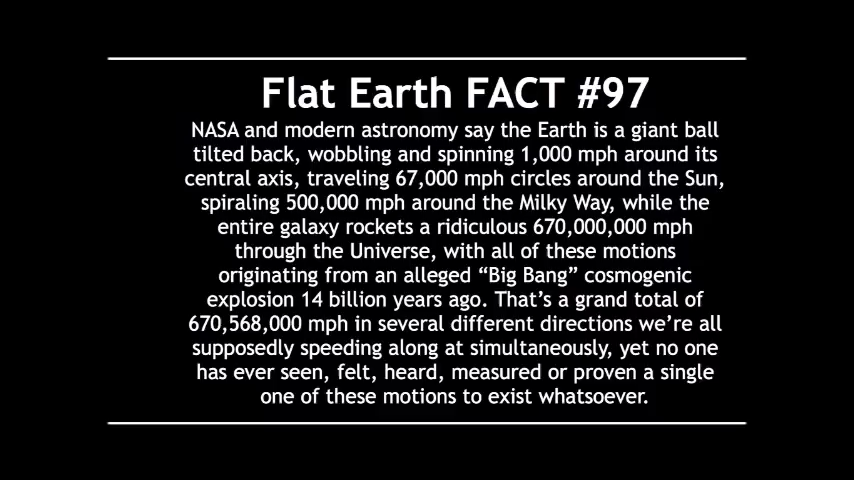 Flat Earth FACT #97
NASA and modern astronomy say the Earth is a giant ball
tilted back, wobbling and spinning 1,000 mph around its
central axis, traveling 67,000 mph circles around the Sun,
spiraling 500,000 mph around the Milky Way, while the
entire galaxy rockets a ridiculous 670,000,000 mph
through the Universe, with all of these motions
originating from an alleged “Big Bang” cosmogenic
explosion 14 billion years ago. That’s a grand total of
670,568,000 mph in several different directions we’re all
supposedly speeding along at simultaneously, yet no one
has ever seen, felt, heard, measured or proven a single
one of these motions to exist whatsoever.